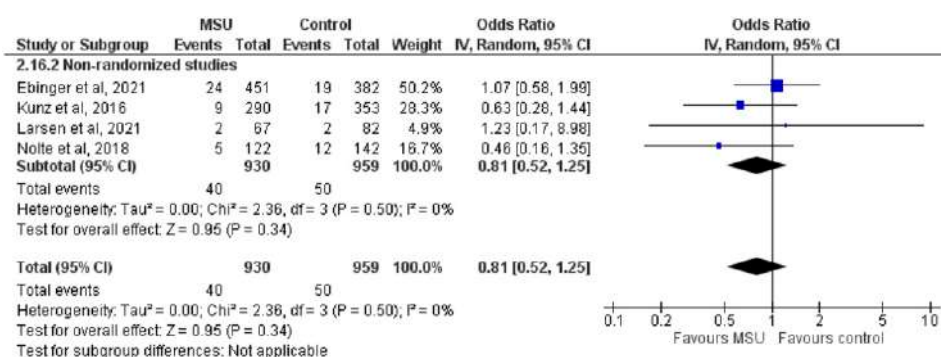 MSU Control Odds Ratio Odds Ratio
Study or Subgroup Events Total Events Total Weight IV, Random, 95% CI IV, Random, 95% CI
2.16.2 Non-randomized studies
Ebinger et al, 2021 24 451 19 382 50.2% 1.07 [0.58, 1.99]
Kunz et al, 2016 9 290 17 353 28.3% 0.63 [0.28, 1.44]
Larsen et al, 2021 2 67 2 82 4.9% 1.23 [0.17, 8.98]
Nolte et al, 2018 5 122 12 142 16.7% 0.46 [0.16, 1.35]
Subtotal (95% CI) 930 959 100.0% 0.81 [0.52, 1.25]
Total events 40 50
Heterogeneity: Tau² = 0.00; Chi² = 2.36, df = 3 (P = 0.50); I² = 0%
Test for overall effect: Z = 0.95 (P = 0.34)
Total (95% CI) 930 959 100.0% 0.81 [0.52, 1.25]
Total events 40 50
Heterogeneity: Tau² = 0.00; Chi² = 2.36, df = 3 (P = 0.50); I² = 0%
Test for overall effect: Z = 0.95 (P = 0.34)
Test for subgroup differences: Not applicable
0.1 0.2 0.5 1 2 5 10
Favours MSU Favours control